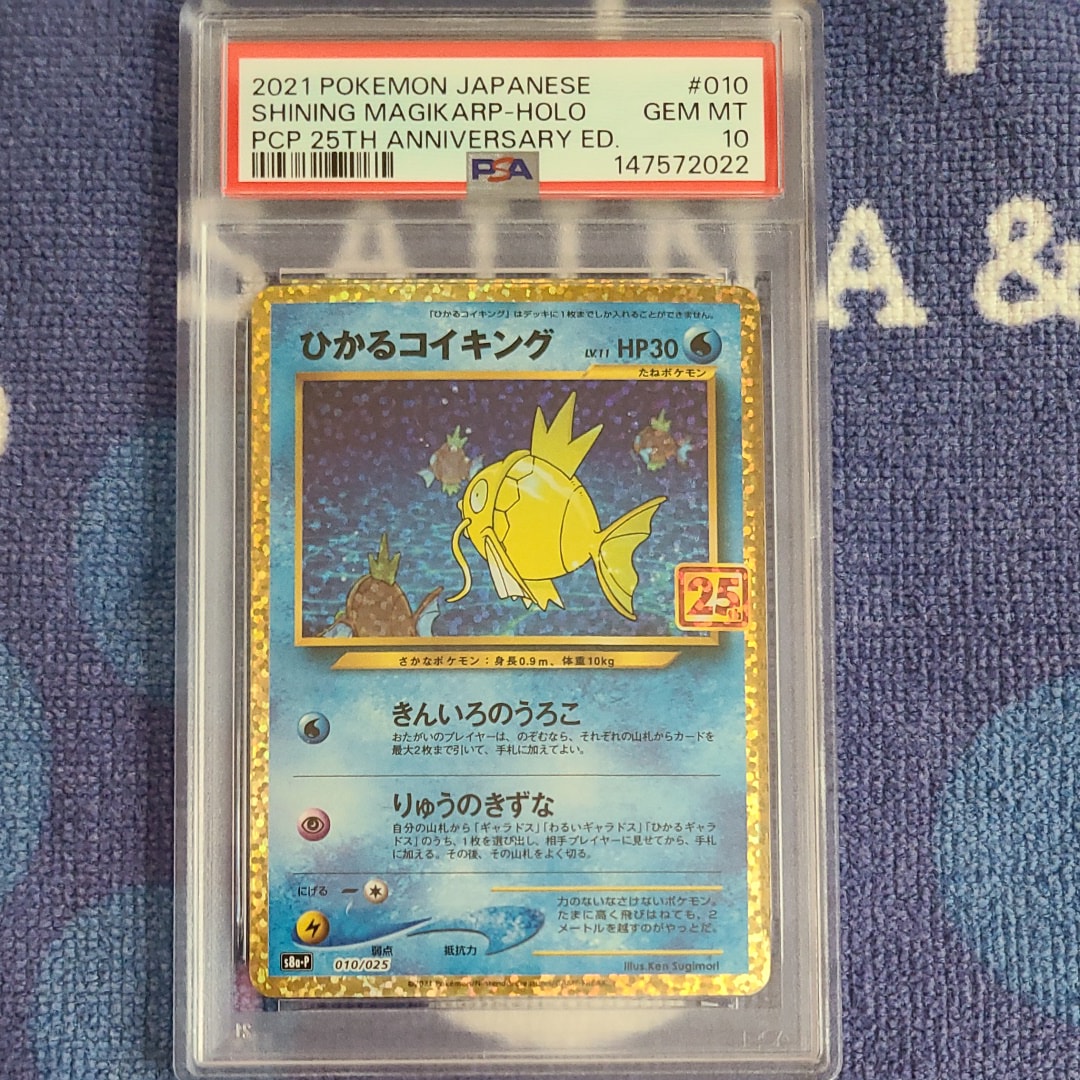 2021 POKEMON JAPANESE #010
SHINING MAGIKARP-HOLO GEM MT
PCP 25TH ANNIVERSARY ED. 10
PSA 147572022
A &
「ひかるコイキング」はデッキに1枚までしか入れることができません。
ひかるコイキング LV.11 HP30
たねポケモン
25th
さかなポケモン：身長0.9m、体重10kg
きんいろのうろこ
おたがいのプレイヤーは、のぞむなら、それぞれの山札からカードを
最大2枚まで引いて、手札に加えてよい。
りゅうのきずな
自分の山札から「ギャラドス」「わるいギャラドス」「ひかるギャラ
ドス」のうち、1枚を選び出し、相手プレイヤーに見せてから、手札
に加える。その後、その山札をよく切る。
にげる
力のないなさけないポケモン。
たまに高く飛びはねても、2
メートルを越すのがやっとだ。
弱点 抵抗力
s8a-P 010/025
Illus.Ken Sugimori